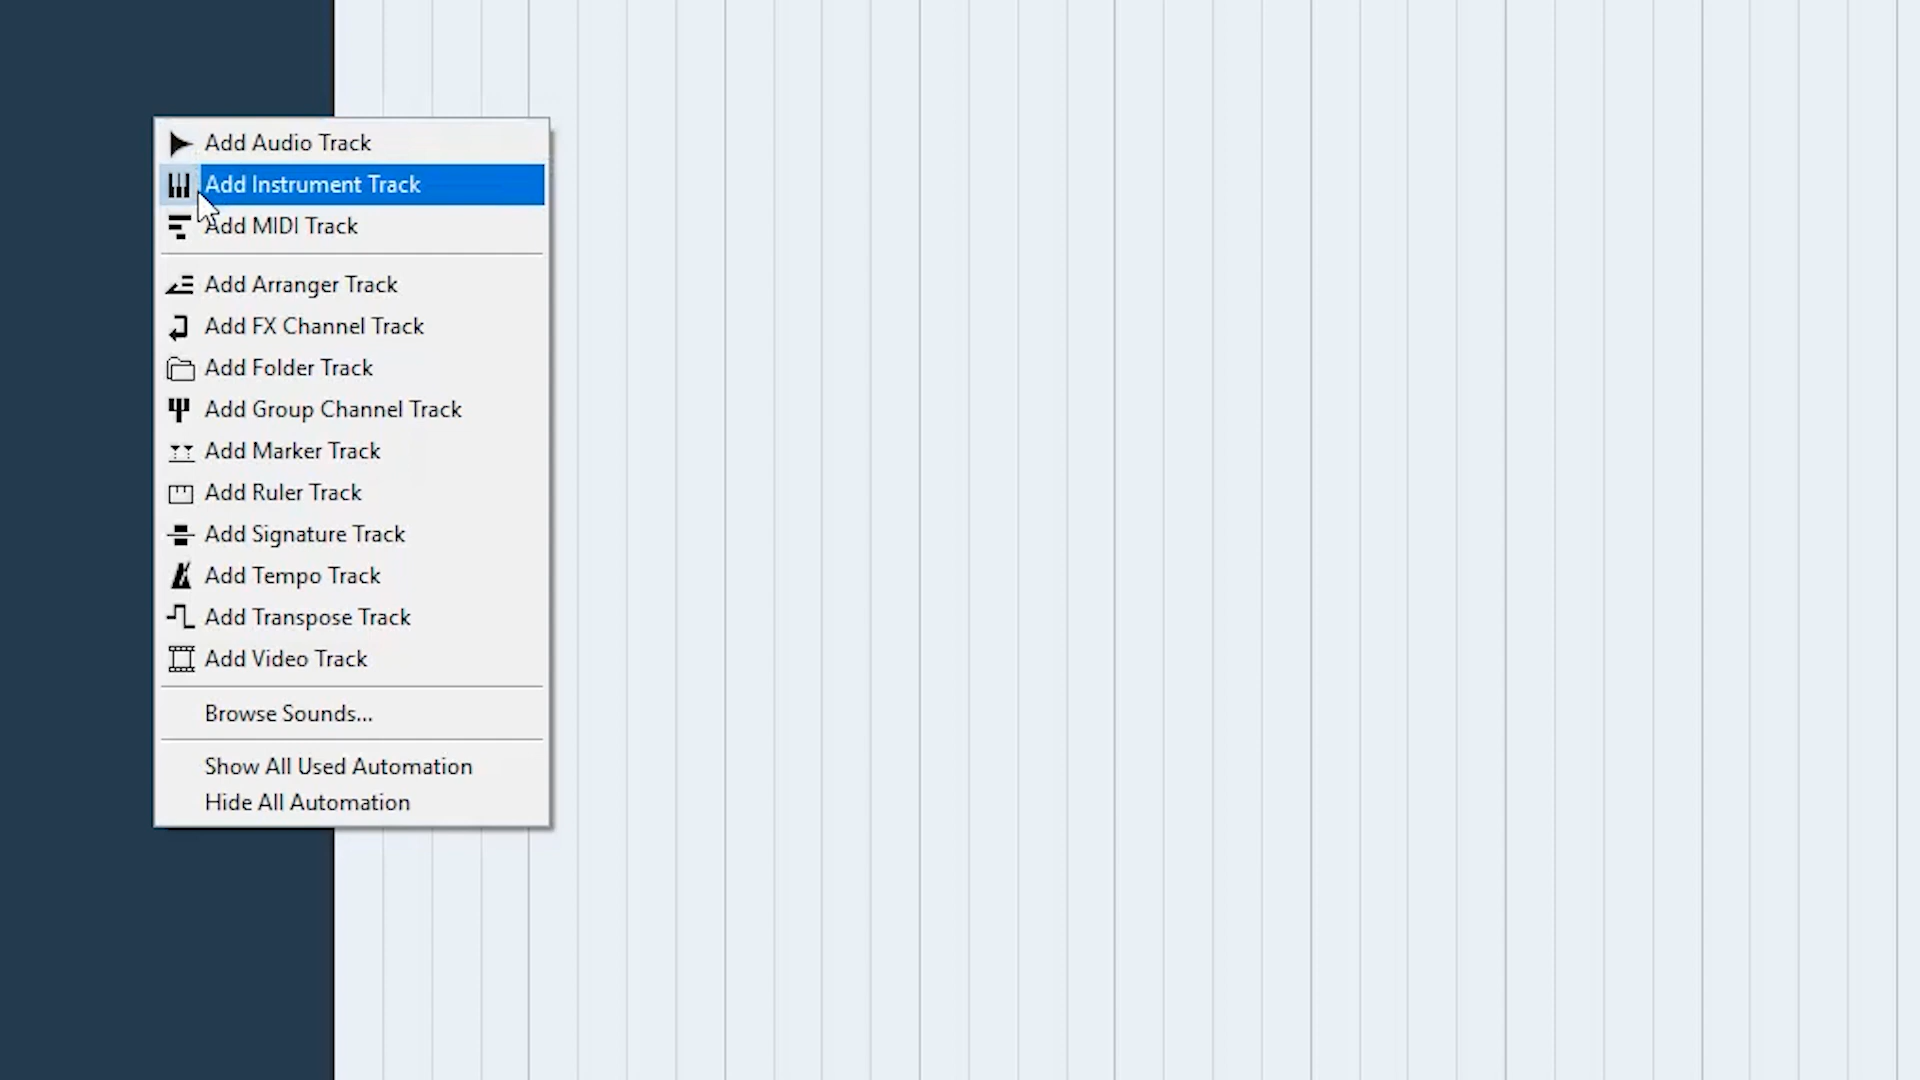 Add Audio Track
Add Instrument Track
Add MIDI Track
Add Arranger Track
Add FX Channel Track
Add Folder Track
Add Group Channel Track
Add Marker Track
Add Ruler Track
Add Signature Track
Add Tempo Track
Add Transpose Track
Add Video Track
Browse Sounds...
Show All Used Automation
Hide All Automation